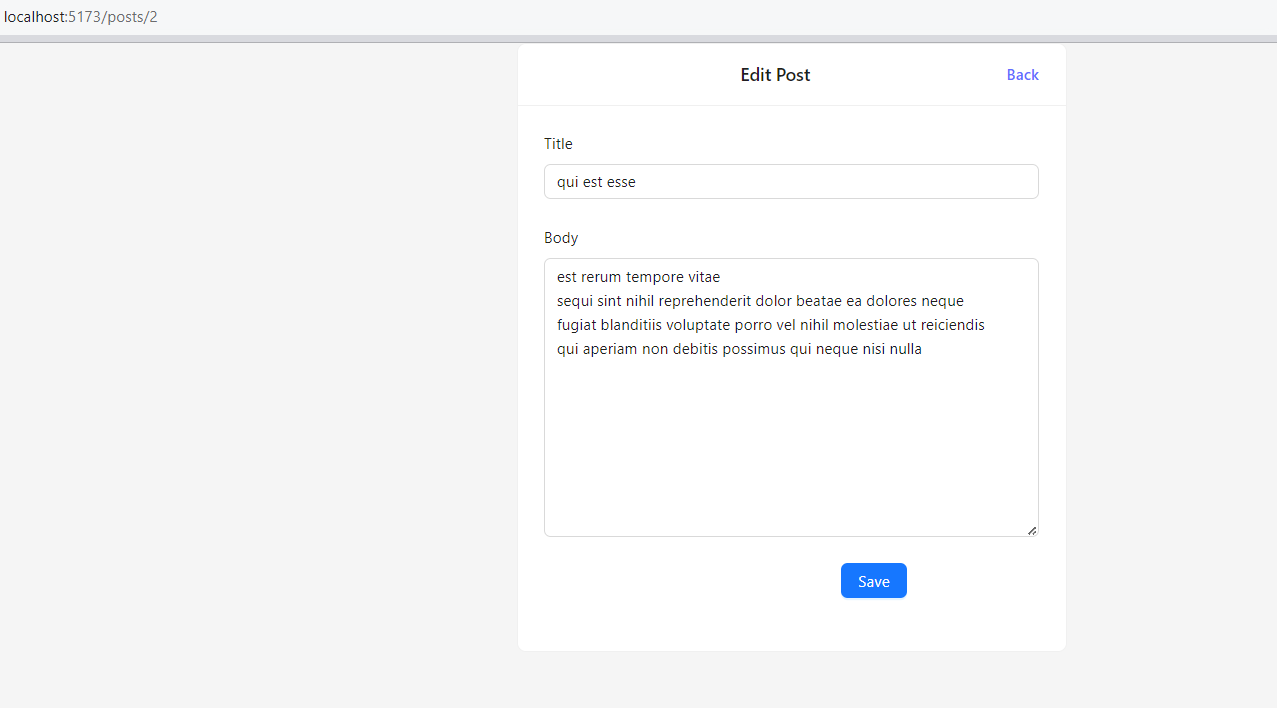 localhost:5173/posts/2
Edit Post
Back
Title
qui est esse
Body
est rerum tempore vitae
sequi sint nihil reprehenderit dolor beatae ea dolores neque
fugiat blanditiis voluptate porro vel nihil molestiae ut reiciendis
qui aperiam non debitis possimus qui neque nisi nulla
Save